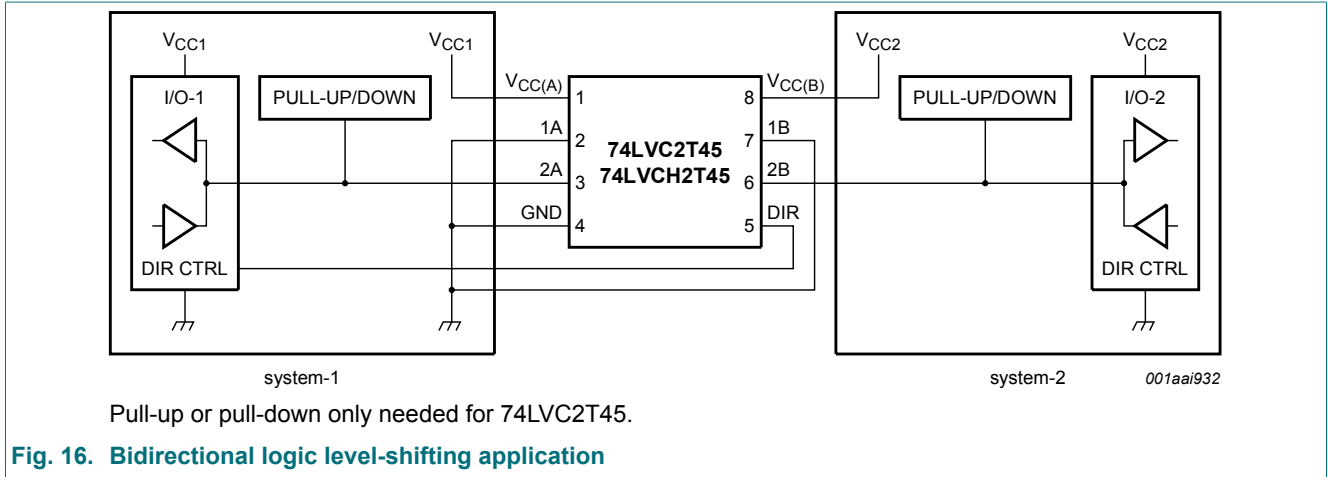 VCC1
VCC1
VCC2
VCC2
I/O-1
PULL-UP/DOWN
VCC(A)
1
8
VCC(B)
PULL-UP/DOWN
I/O-2
1A
2
74LVC2T45
7
1B
2A
3
74LVCH2T45
6
2B
GND
4
5
DIR
DIR CTRL
DIR CTRL
system-1
system-2
001aai932
Pull-up or pull-down only needed for 74LVC2T45.
Fig. 16. Bidirectional logic level-shifting application